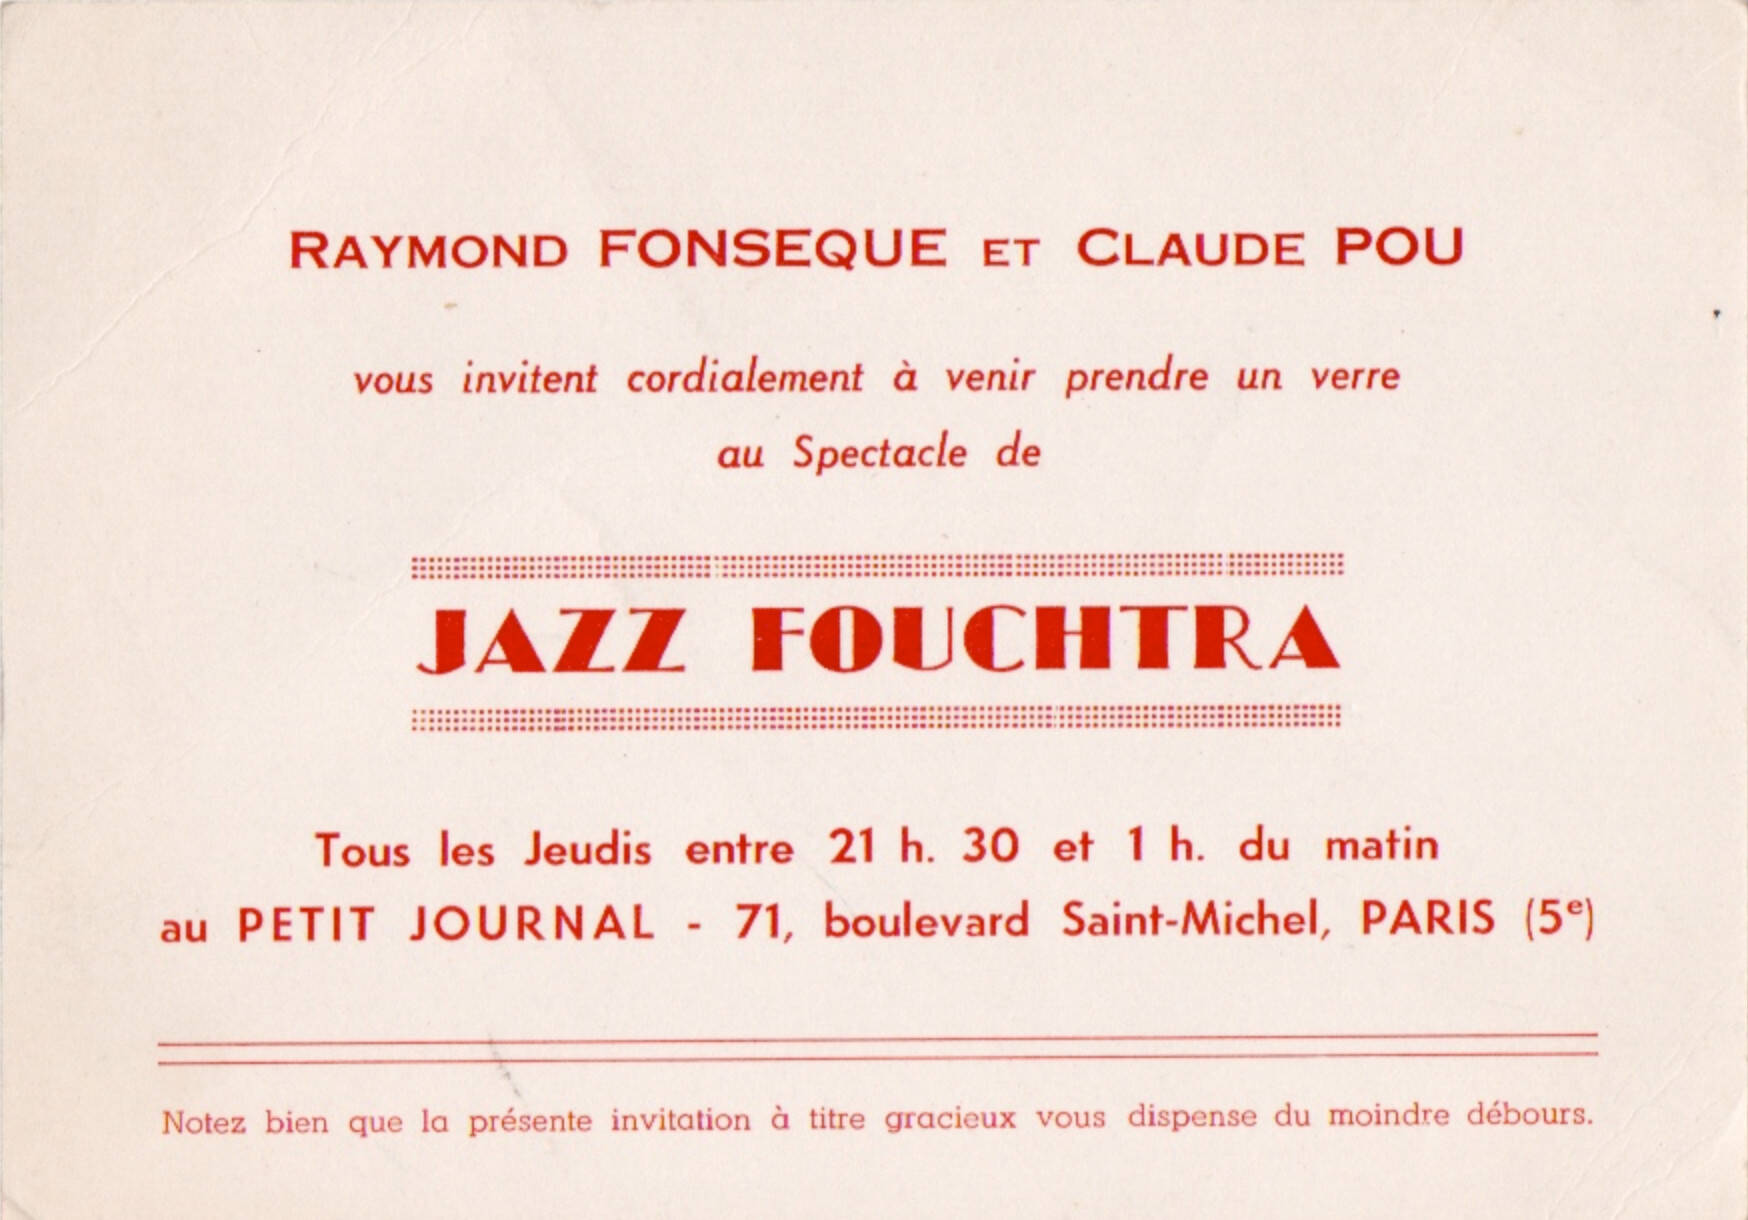 RAYMOND FONSEQUE ET CLAUDE POU
vous invitent cordialement à venir prendre un verre
au Spectacle de
JAZZ FOUCHTRA
Tous les Jeudis entre 21 h. 30 et 1 h. du matin
au PETIT JOURNAL - 71, boulevard Saint-Michel, PARIS (5e)
Notez bien que la présente invitation à titre gracieux vous dispense du moindre débours.